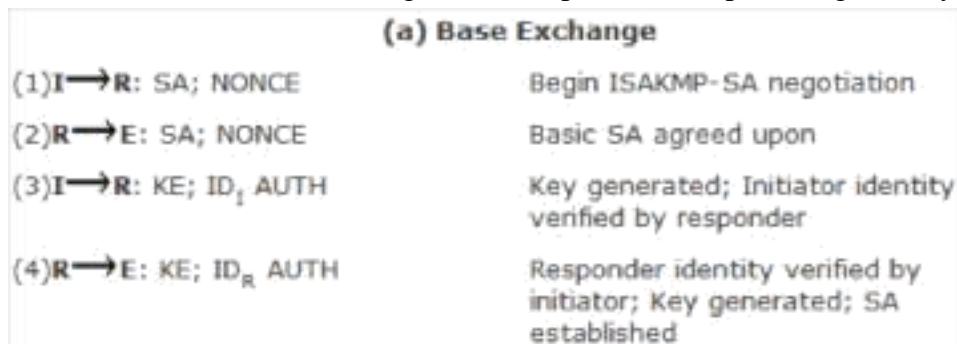 (a) Base Exchange
(1)I→R: SA; NONCE Begin ISAKMP-SA negotiation
(2)R→E: SA; NONCE Basic SA agreed upon
(3)I→R: KE; ID_I AUTH Key generated; Initiator identity
verified by responder
(4)R→E: KE; ID_R AUTH Responder identity verified by
initiator; Key generated; SA
established